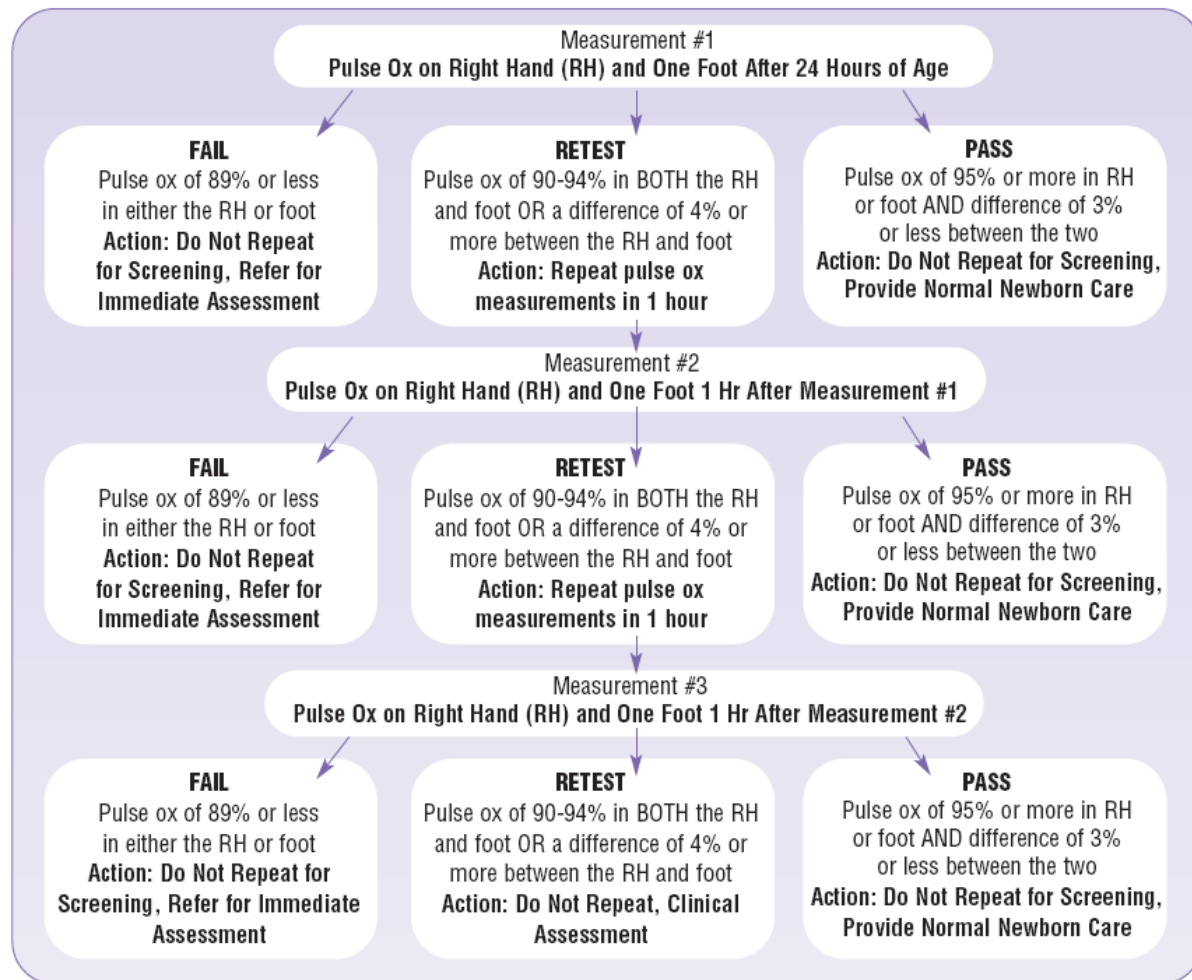 Measurement #1
Pulse Ox on Right Hand (RH) and One Foot After 24 Hours of Age
FAIL
Pulse ox of 89% or less
in either the RH or foot
Action: Do Not Repeat
for Screening, Refer for
Immediate Assessment
RETEST
Pulse ox of 90-94% in BOTH the RH
and foot OR a difference of 4% or
more between the RH and foot
Action: Repeat pulse ox
measurements in 1 hour
PASS
Pulse ox of 95% or more in RH
or foot AND difference of 3%
or less between the two
Action: Do Not Repeat for Screening,
Provide Normal Newborn Care
Measurement #2
Pulse Ox on Right Hand (RH) and One Foot 1 Hr After Measurement #1
FAIL
Pulse ox of 89% or less
in either the RH or foot
Action: Do Not Repeat
for Screening, Refer for
Immediate Assessment
RETEST
Pulse ox of 90-94% in BOTH the RH
and foot OR a difference of 4% or
more between the RH and foot
Action: Repeat pulse ox
measurements in 1 hour
PASS
Pulse ox of 95% or more in RH
or foot AND difference of 3%
or less between the two
Action: Do Not Repeat for Screening,
Provide Normal Newborn Care
Measurement #3
Pulse Ox on Right Hand (RH) and One Foot 1 Hr After Measurement #2
FAIL
Pulse ox of 89% or less
in either the RH or foot
Action: Do Not Repeat for
Screening, Refer for Immediate
Assessment
RETEST
Pulse ox of 90-94% in BOTH the RH
and foot OR a difference of 4% or
more between the RH and foot
Action: Do Not Repeat, Clinical
Assessment
PASS
Pulse ox of 95% or more in RH
or foot AND difference of 3%
or less between the two
Action: Do Not Repeat for Screening,
Provide Normal Newborn Care